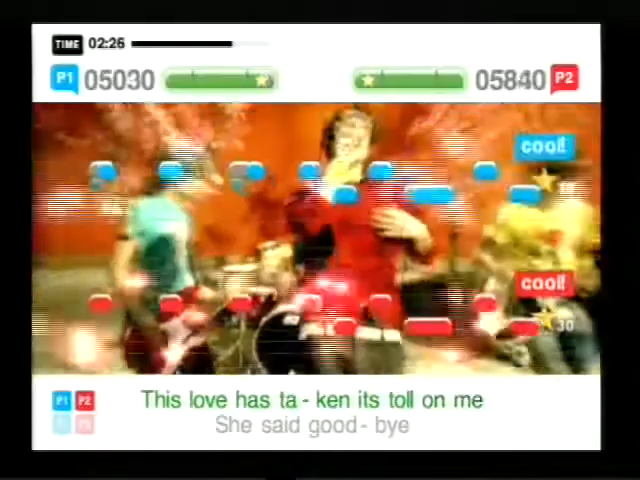 TIME 02:26
P1 05030 05840 P2
cool!
cool!
30
P1 P2
This love has ta - ken its toll on me
She said good - bye